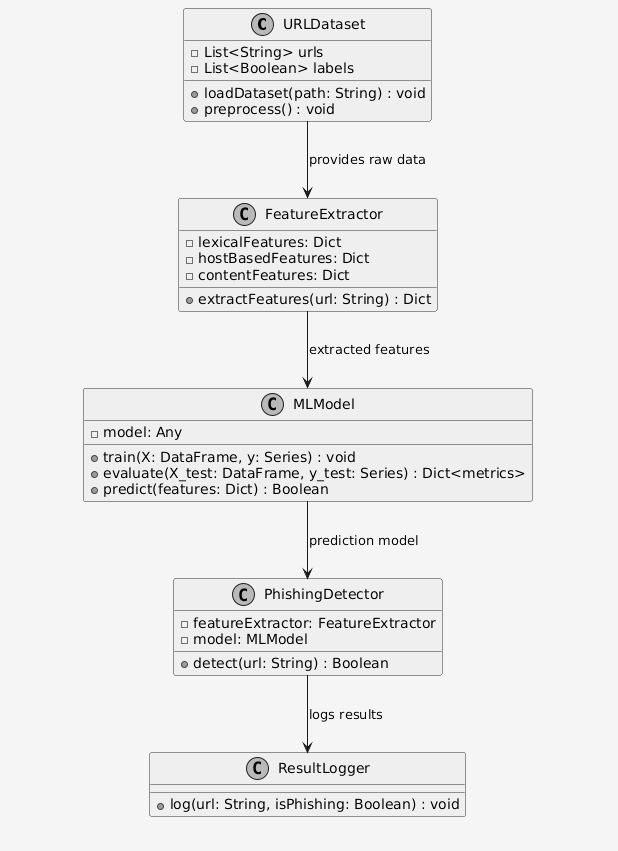 C URLDataset
List<String> urls
List<Boolean> labels
loadDataset(path: String) : void
preprocess() : void
provides raw data
C FeatureExtractor
lexicalFeatures: Dict
hostBasedFeatures: Dict
contentFeatures: Dict
extractFeatures(url: String) : Dict
extracted features
C MLModel
model: Any
train(X: DataFrame, y: Series) : void
evaluate(X_test: DataFrame, y_test: Series) : Dict<metrics>
predict(features: Dict) : Boolean
prediction model
C PhishingDetector
featureExtractor: FeatureExtractor
model: MLModel
detect(url: String) : Boolean
logs results
C ResultLogger
log(url: String, isPhishing: Boolean) : void